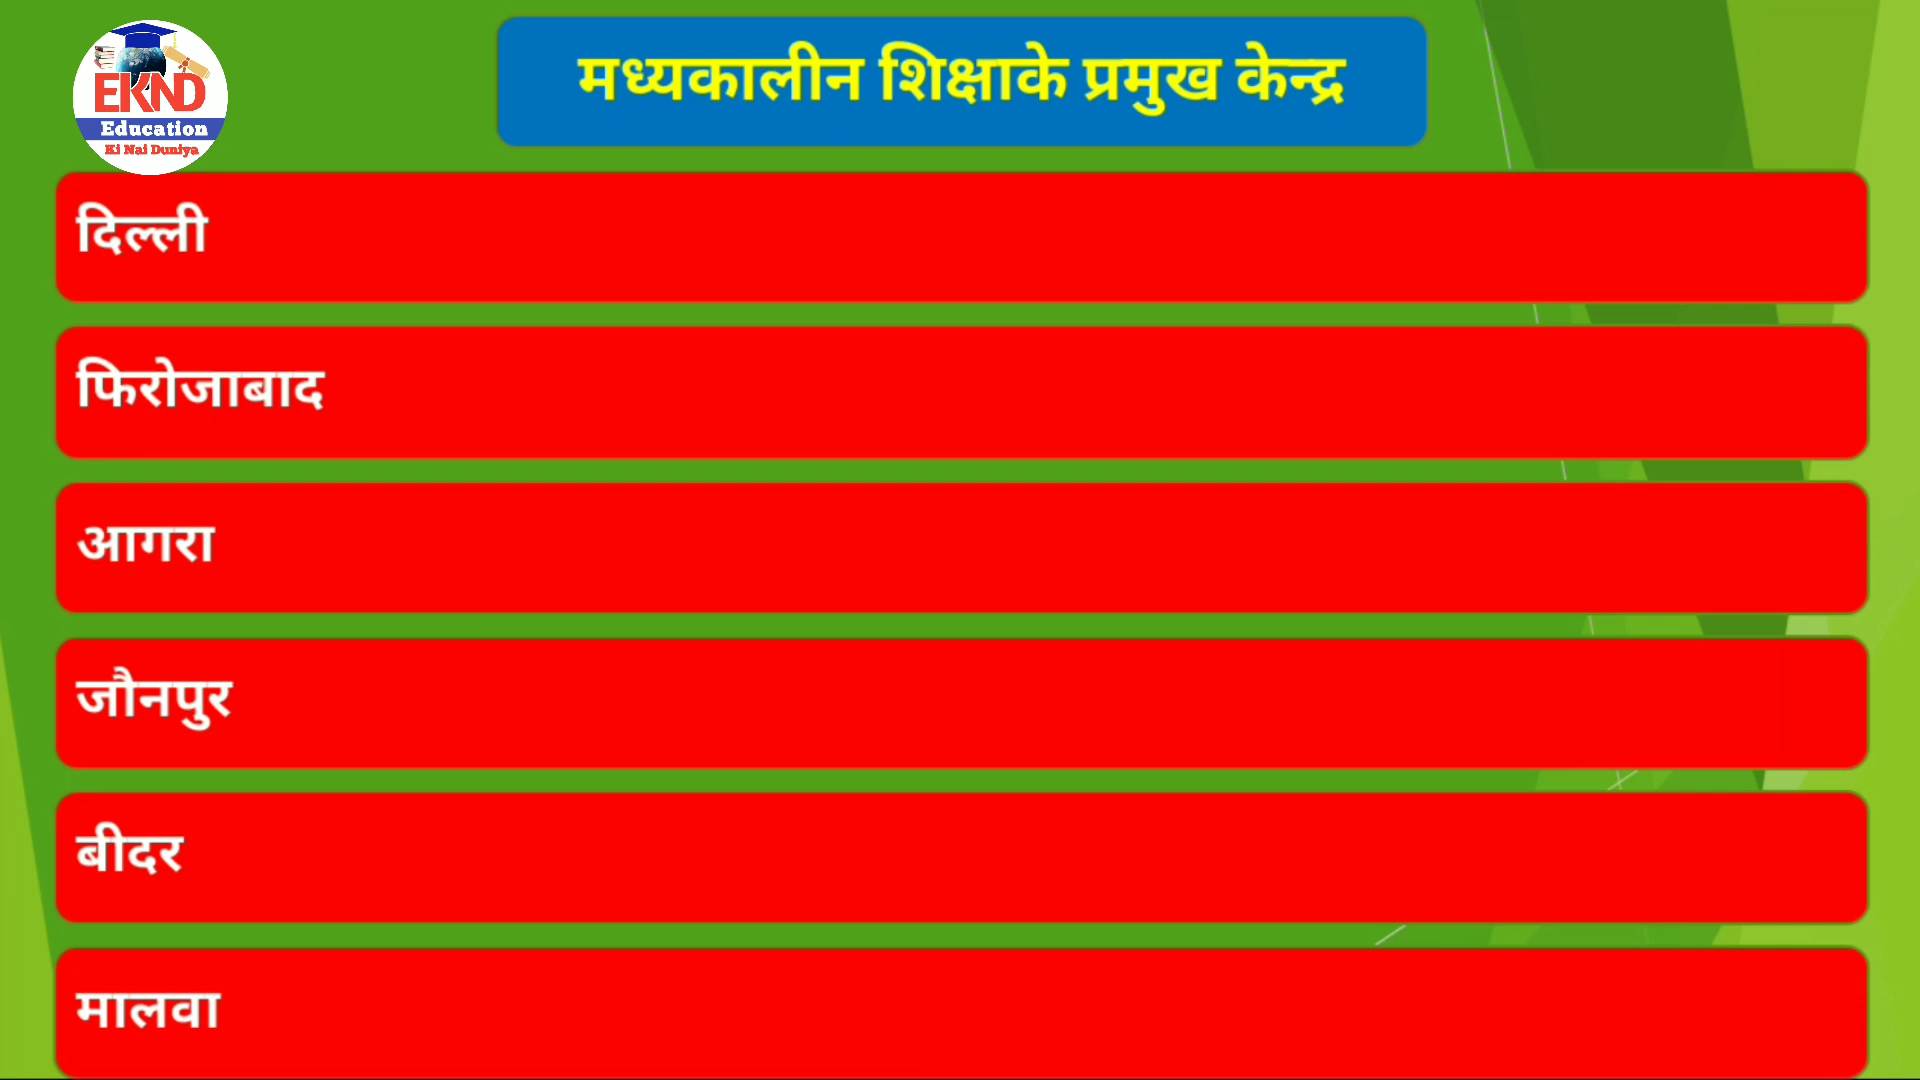 EKND
Education
Ki Nai Duniya
मध्यकालीन शिक्षाके प्रमुख केन्द्र
दिल्ली
फिरोजाबाद
आगरा
जौनपुर
बीदर
मालवा